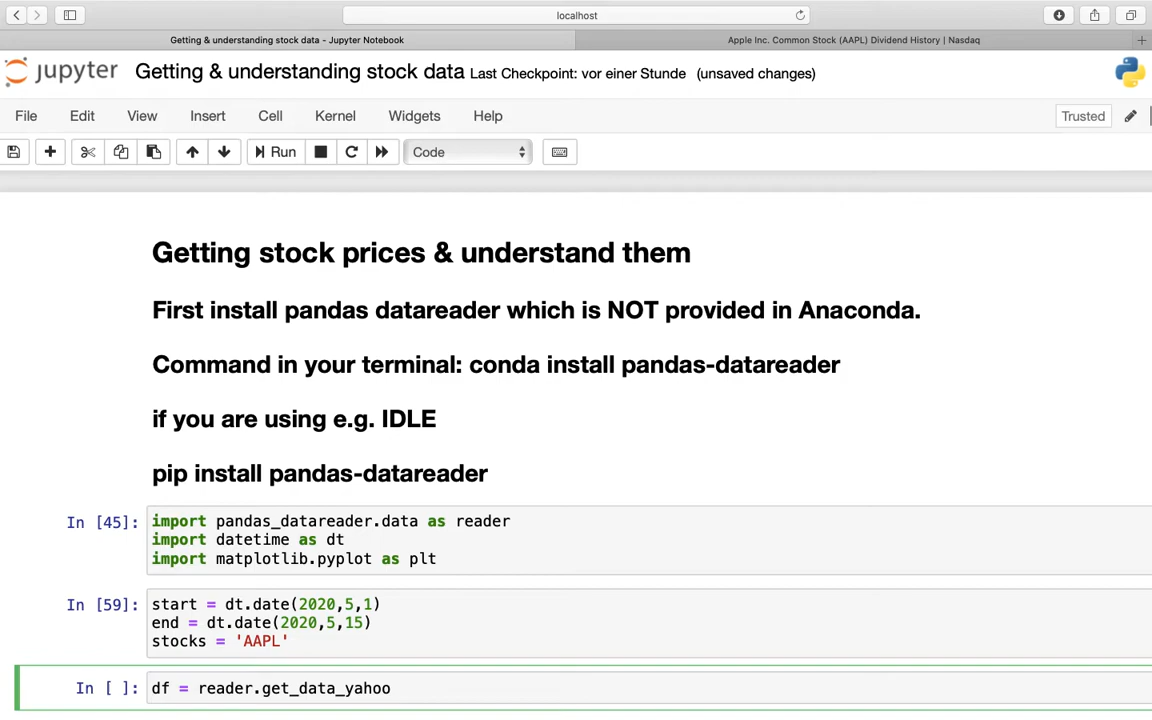 localhost
Getting & understanding stock data - Jupyter Notebook
Apple Inc. Common Stock (AAPL) Dividend History | Nasdaq
jupyter Getting & understanding stock data Last Checkpoint: vor einer Stunde (unsaved changes)
File Edit View Insert Cell Kernel Widgets Help Trusted
Run Code
Getting stock prices & understand them
First install pandas datareader which is NOT provided in Anaconda.
Command in your terminal: conda install pandas-datareader
if you are using e.g. IDLE
pip install pandas-datareader
In [45]: import pandas_datareader.data as reader
import datetime as dt
import matplotlib.pyplot as plt
In [59]: start = dt.date(2020,5,1)
end = dt.date(2020,5,15)
stocks = 'AAPL'
In [ ]: df = reader.get_data_yahoo